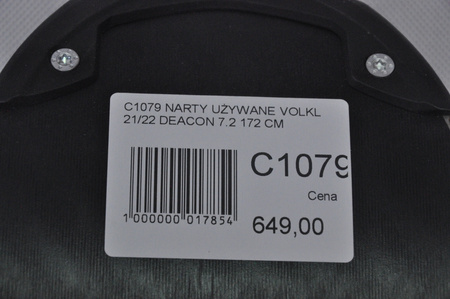 C1079 NARTY UŻYWANE VOLKL
21/22 DEACON 7.2 172 CM
C1079
Cena
649,00
1 000000 017854